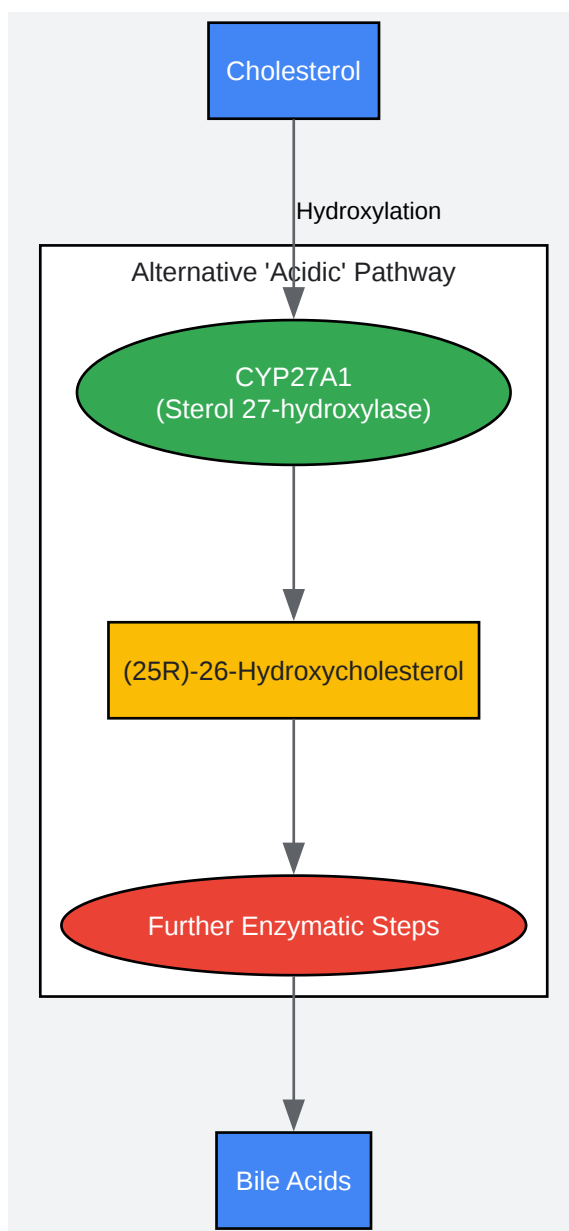 Cholesterol
Hydroxylation
Alternative 'Acidic' Pathway
CYP27A1
(Sterol 27-hydroxylase)
(25R)-26-Hydroxycholesterol
Further Enzymatic Steps
Bile Acids